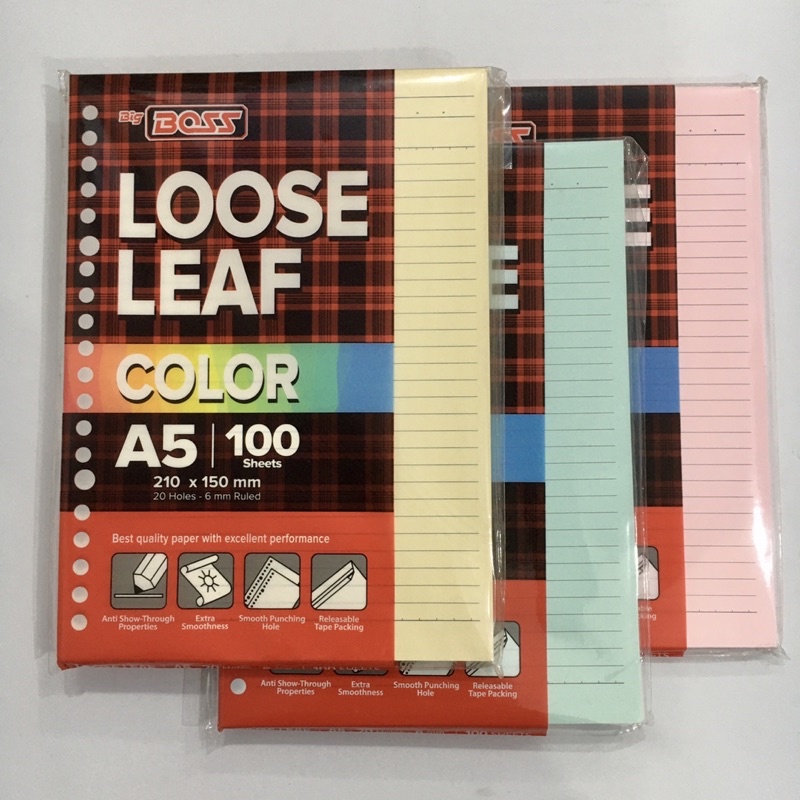 Big BOSS
LOOSE
LEAF
COLOR
A5 | 100
Sheets
210 x 150 mm
20 Holes - 6 mm Ruled
Best quality paper with excellent performance
Anti Show-Through
Properties
Extra
Smoothness
Smooth Punching
Hole
Releasable
Tape Packing
Anti Show-Through
Properties
Extra
Smoothness
Smooth Punching
Hole
Releasable
Tape Packing